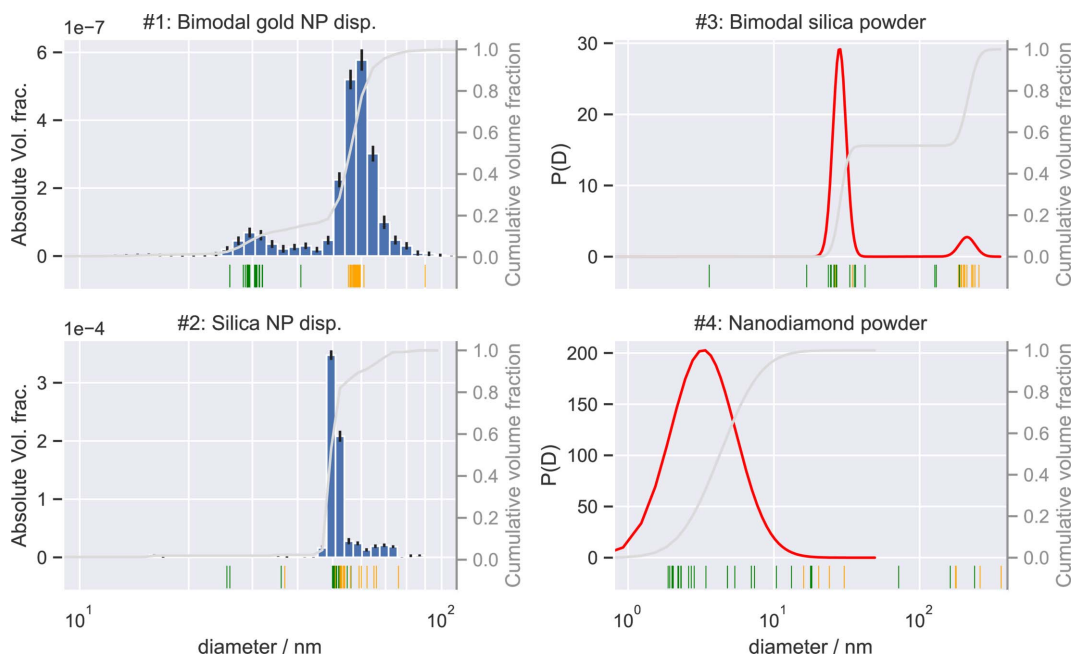 #1: Bimodal gold NP disp.
1e-7
6
4
2
0
Absolute Vol. frac.
1.0
0.8
0.6
0.4
0.2
0.0
Cumulative volume fraction
#3: Bimodal silica powder
30
20
10
0
P(D)
1.0
0.8
0.6
0.4
0.2
0.0
Cumulative volume fraction
#2: Silica NP disp.
1e-4
3
2
1
0
Absolute Vol. frac.
1.0
0.8
0.6
0.4
0.2
0.0
Cumulative volume fraction
10¹
10²
diameter / nm
#4: Nanodiamond powder
200
150
100
50
0
P(D)
1.0
0.8
0.6
0.4
0.2
0.0
Cumulative volume fraction
10⁰
10¹
10²
diameter / nm